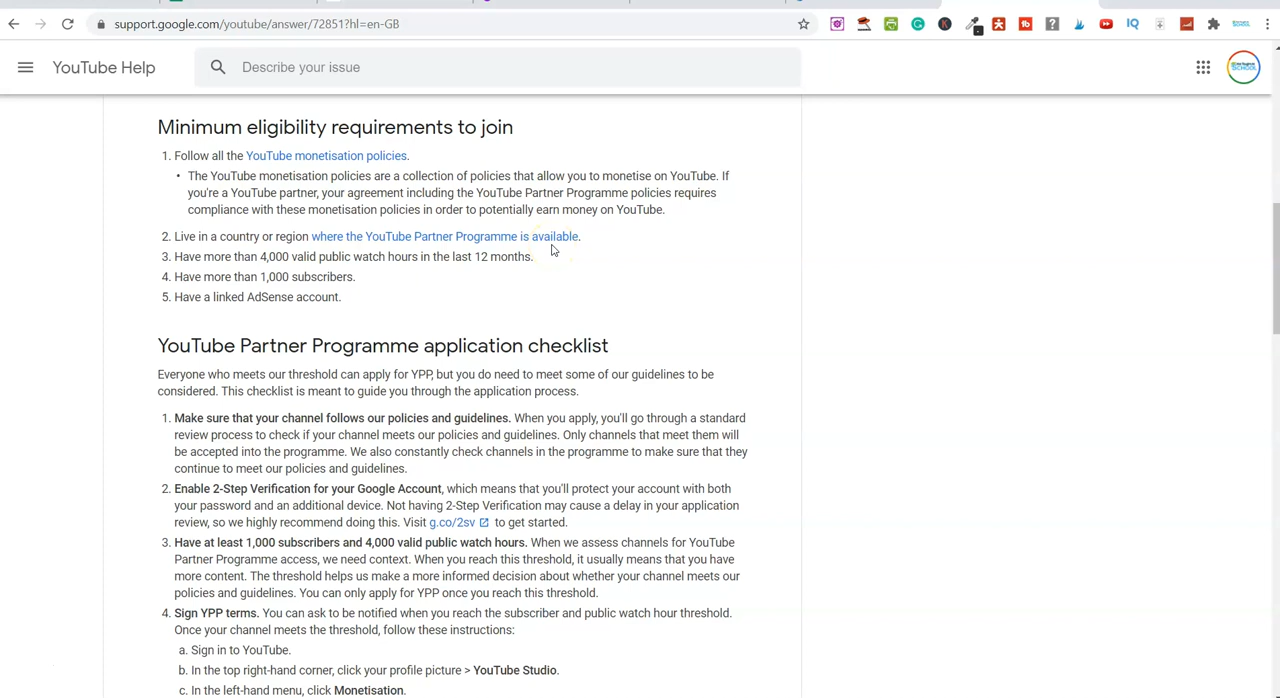 support.google.com/youtube/answer/72851?hl=en-GB
IQ
YouTube Help
Describe your issue
SCHOOL
Minimum eligibility requirements to join
1. Follow all the YouTube monetisation policies.
• The YouTube monetisation policies are a collection of policies that allow you to monetise on YouTube. If
you're a YouTube partner, your agreement including the YouTube Partner Programme policies requires
compliance with these monetisation policies in order to potentially earn money on YouTube.
2. Live in a country or region where the YouTube Partner Programme is available.
3. Have more than 4,000 valid public watch hours in the last 12 months.
4. Have more than 1,000 subscribers.
5. Have a linked AdSense account.
YouTube Partner Programme application checklist
Everyone who meets our threshold can apply for YPP, but you do need to meet some of our guidelines to be
considered. This checklist is meant to guide you through the application process.
1. Make sure that your channel follows our policies and guidelines. When you apply, you'll go through a standard
review process to check if your channel meets our policies and guidelines. Only channels that meet them will
be accepted into the programme. We also constantly check channels in the programme to make sure that they
continue to meet our policies and guidelines.
2. Enable 2-Step Verification for your Google Account, which means that you'll protect your account with both
your password and an additional device. Not having 2-Step Verification may cause a delay in your application
review, so we highly recommend doing this. Visit g.co/2sv to get started.
3. Have at least 1,000 subscribers and 4,000 valid public watch hours. When we assess channels for YouTube
Partner Programme access, we need context. When you reach this threshold, it usually means that you have
more content. The threshold helps us make a more informed decision about whether your channel meets our
policies and guidelines. You can only apply for YPP once you reach this threshold.
4. Sign YPP terms. You can ask to be notified when you reach the subscriber and public watch hour threshold.
Once your channel meets the threshold, follow these instructions:
a. Sign in to YouTube.
b. In the top right-hand corner, click your profile picture > YouTube Studio.
c. In the left-hand menu, click Monetisation.